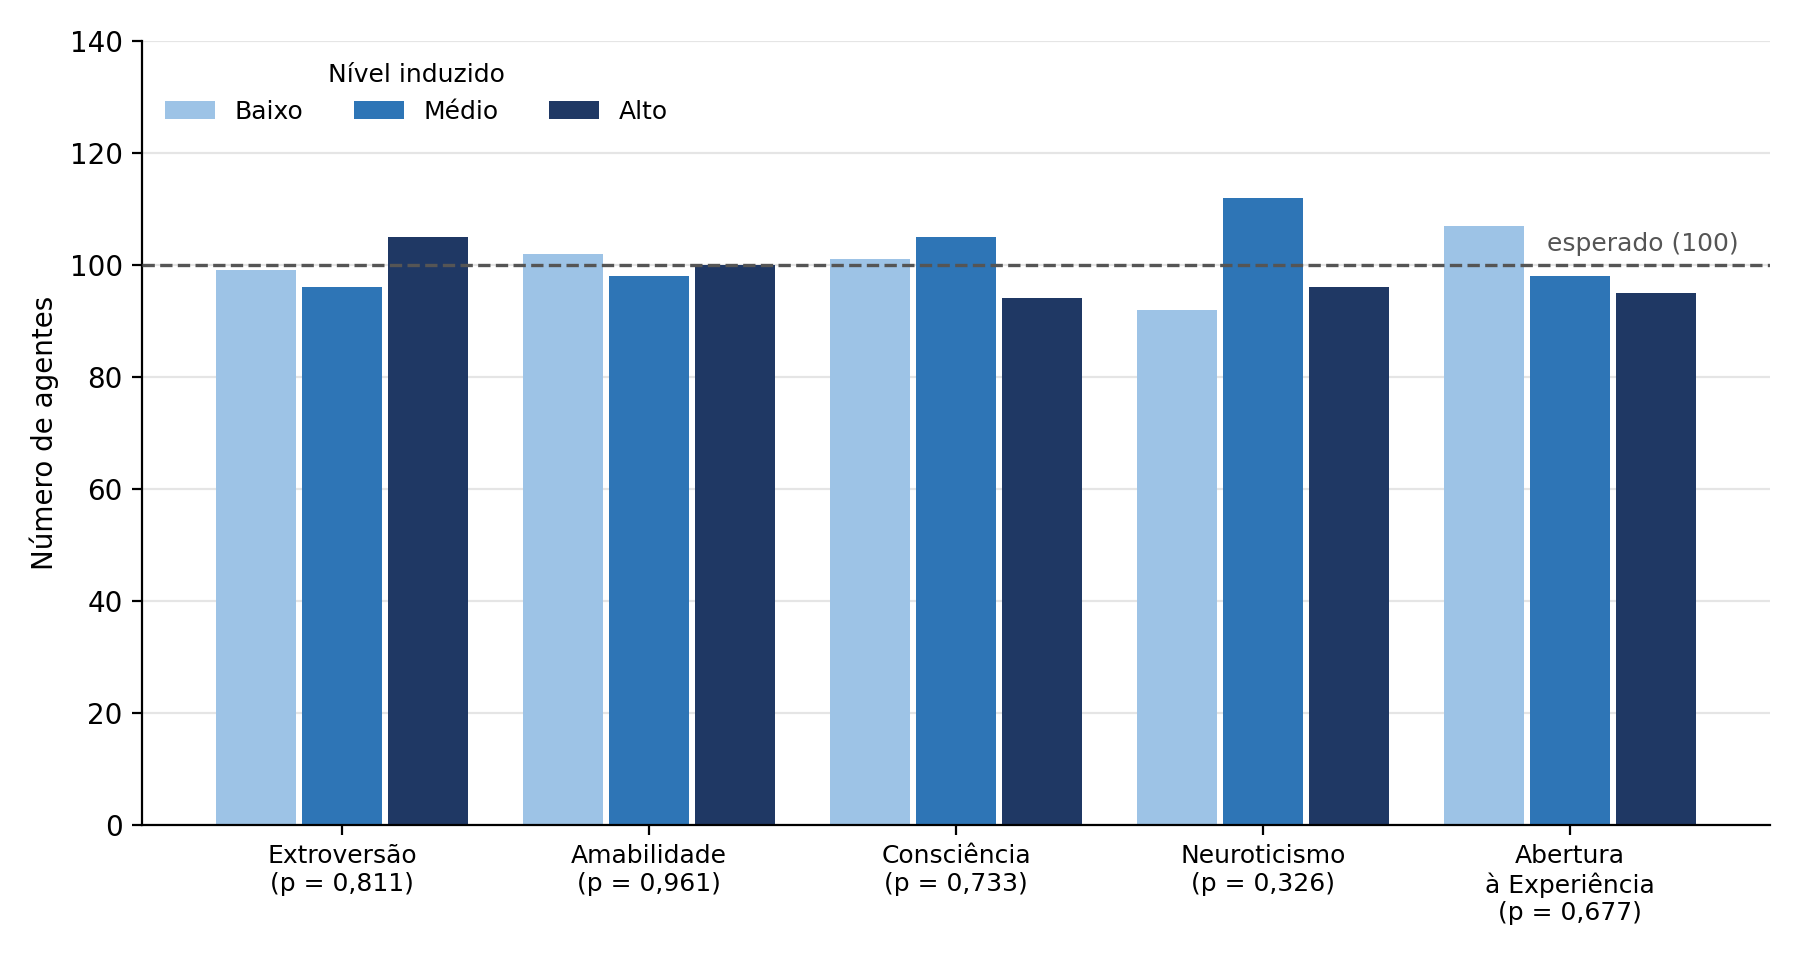 140
120
100
80
60
40
20
0
Número de agentes
Nível induzido
Baixo Médio Alto
esperado (100)
Extroversão
(p = 0,811)
Amabilidade
(p = 0,961)
Consciência
(p = 0,733)
Neuroticismo
(p = 0,326)
Abertura
à Experiência
(p = 0,677)